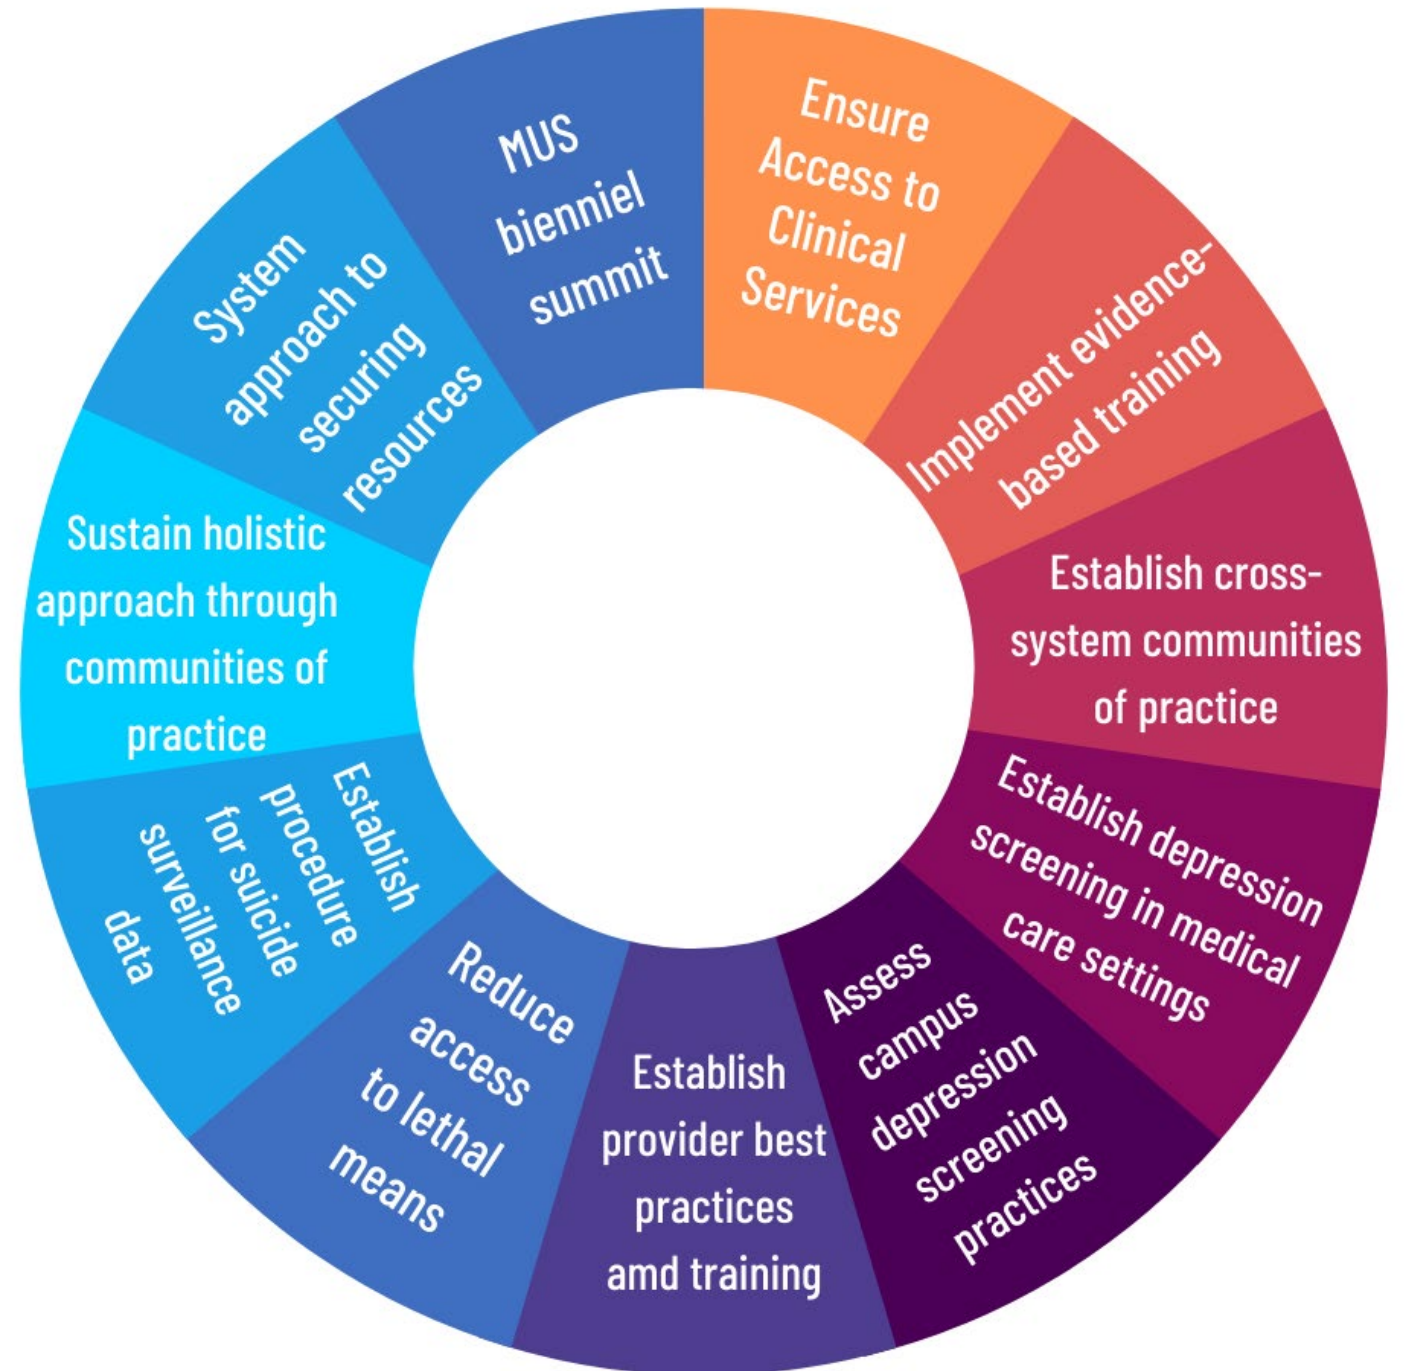 Ensure
Access to
Clinical
Services
Implement evidence-
based training
Establish cross-
system communities
of practice
Establish depression
screening in medical
care settings
Assess
campus
depression
screening
practices
Establish
provider best
practices
amd training
Reduce
access
to lethal
means
Establish
procedure
for suicide
surveillance
data
Sustain holistic
approach through
communities of
practice
System
approach to
securing
resources
MUS
bienniel
summit